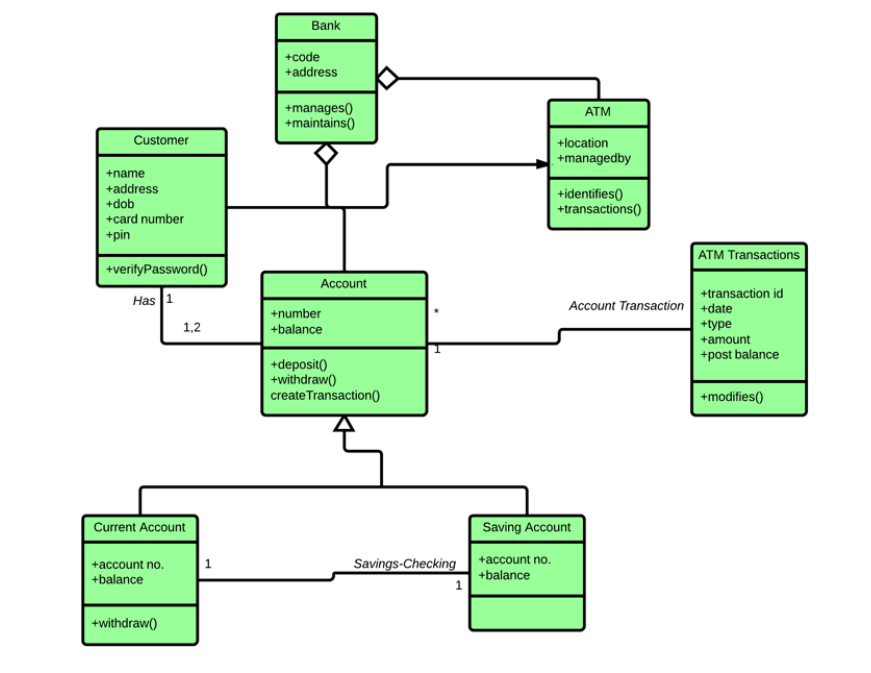 Bank
+code
+address
+manages()
+maintains()
ATM
+location
+managedby
+identifies()
+transactions()
Customer
+name
+address
+dob
+card number
+pin
+verifyPassword()
Has
1
1,2
Account
+number
+balance
+deposit()
+withdraw()
createTransaction()
*
1
Account Transaction
ATM Transactions
+transaction id
+date
+type
+amount
+post balance
+modifies()
Current Account
+account no.
+balance
+withdraw()
1
Savings-Checking
1
Saving Account
+account no.
+balance